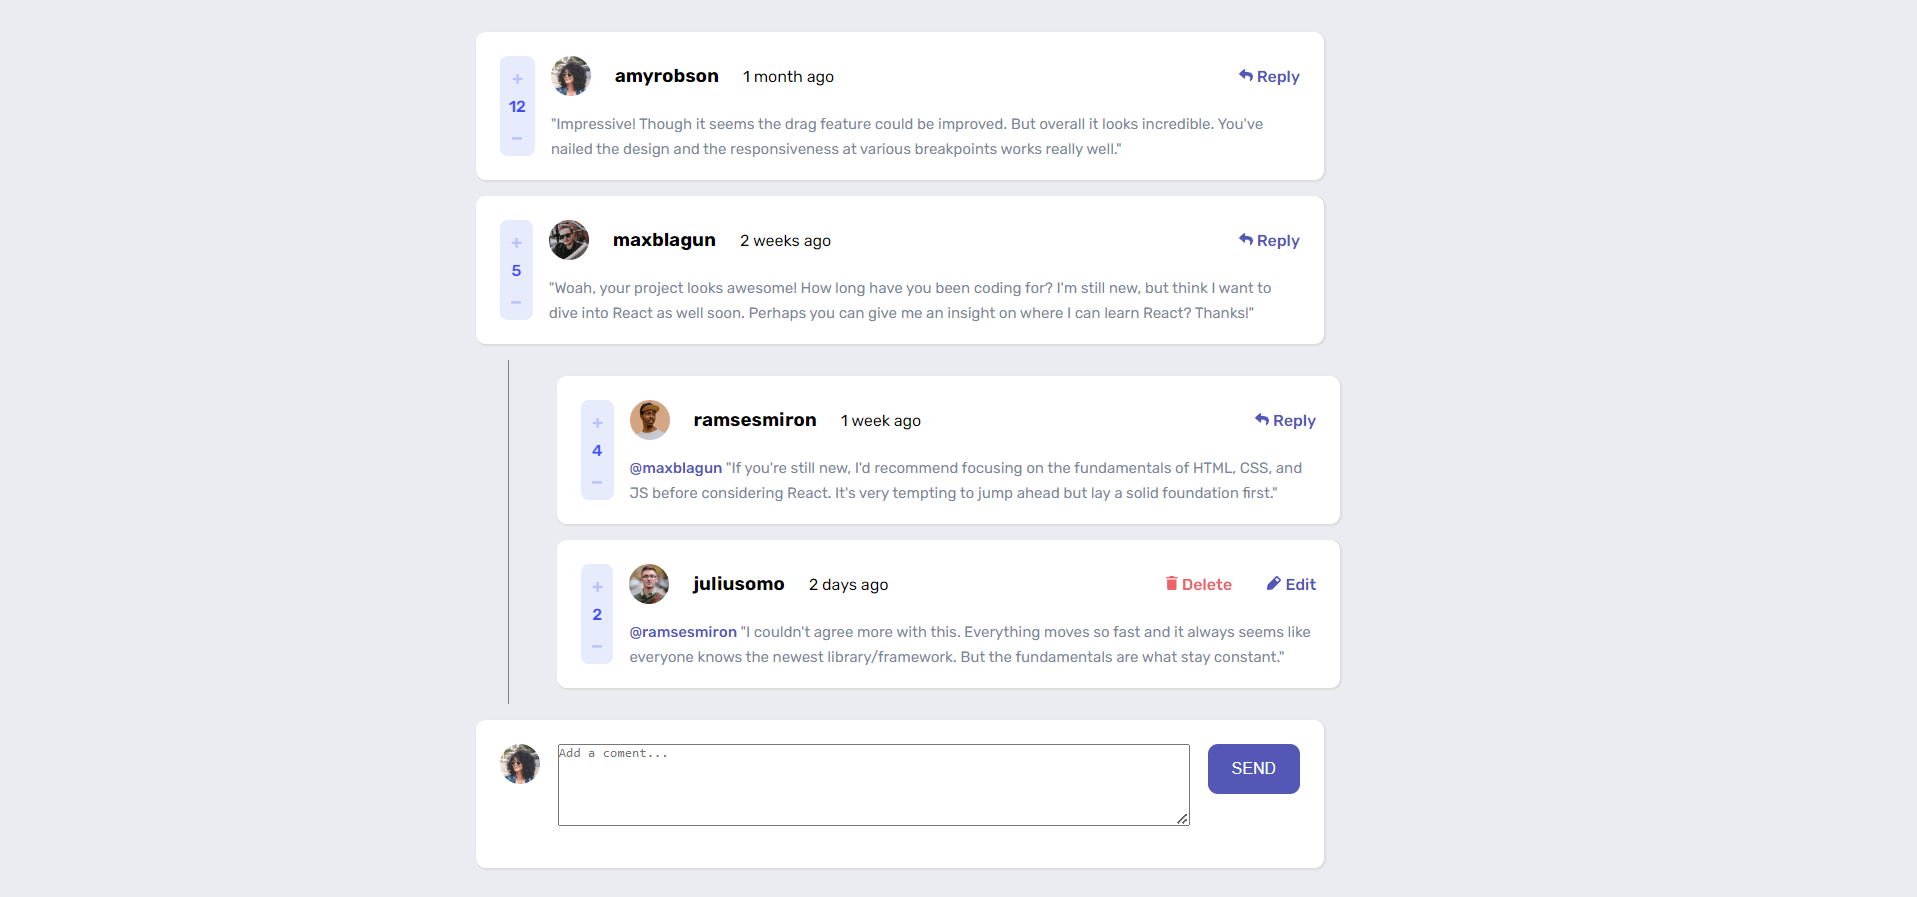 +
12
−
amyrobson 1 month ago Reply
"Impressive! Though it seems the drag feature could be improved. But overall it looks incredible. You've
nailed the design and the responsiveness at various breakpoints works really well."
+
5
−
maxblagun 2 weeks ago Reply
"Woah, your project looks awesome! How long have you been coding for? I'm still new, but think I want to
dive into React as well soon. Perhaps you can give me an insight on where I can learn React? Thanks!"
+
4
−
ramsesmiron 1 week ago Reply
@maxblagun "If you're still new, I'd recommend focusing on the fundamentals of HTML, CSS, and
JS before considering React. It's very tempting to jump ahead but lay a solid foundation first."
+
2
−
juliusomo 2 days ago Delete Edit
@ramsesmiron "I couldn't agree more with this. Everything moves so fast and it always seems like
everyone knows the newest library/framework. But the fundamentals are what stay constant."
Add a coment...
SEND